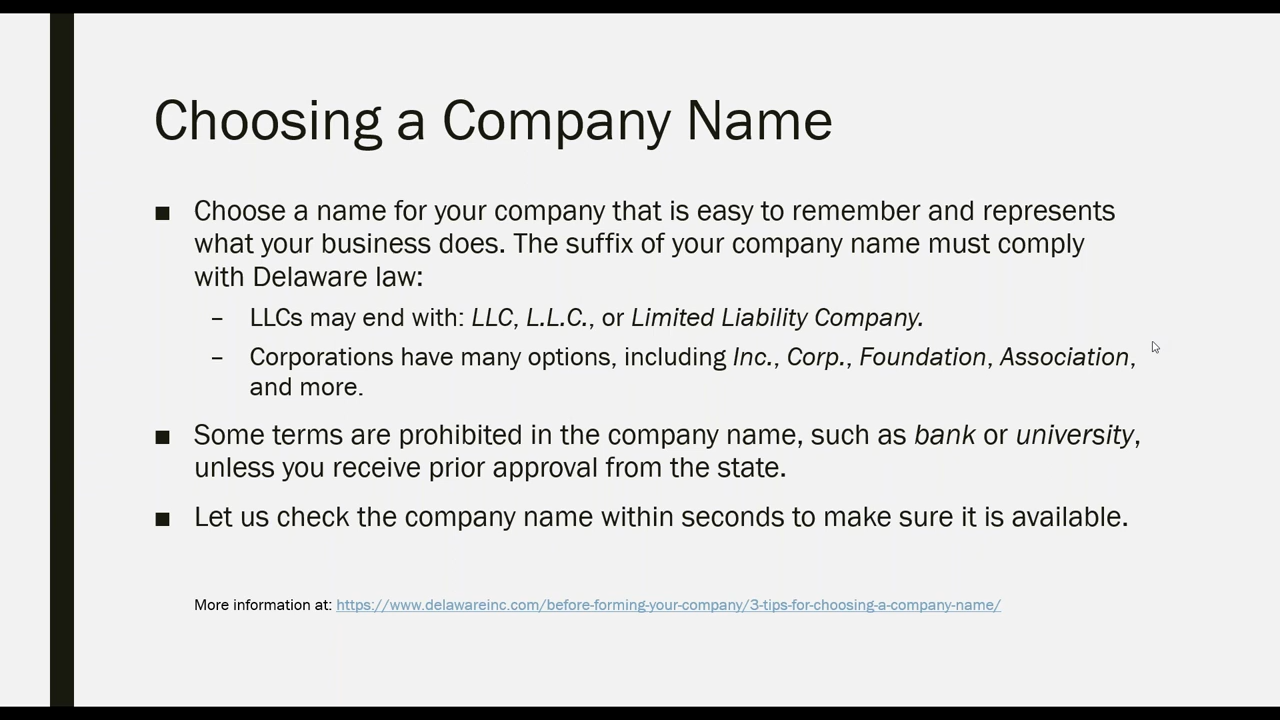 Choosing a Company Name
■ Choose a name for your company that is easy to remember and represents
what your business does. The suffix of your company name must comply
with Delaware law:
– LLCs may end with: LLC, L.L.C., or Limited Liability Company.
– Corporations have many options, including Inc., Corp., Foundation, Association,
and more.
■ Some terms are prohibited in the company name, such as bank or university,
unless you receive prior approval from the state.
■ Let us check the company name within seconds to make sure it is available.
More information at: https://www.delawareinc.com/before-forming-your-company/3-tips-for-choosing-a-company-name/